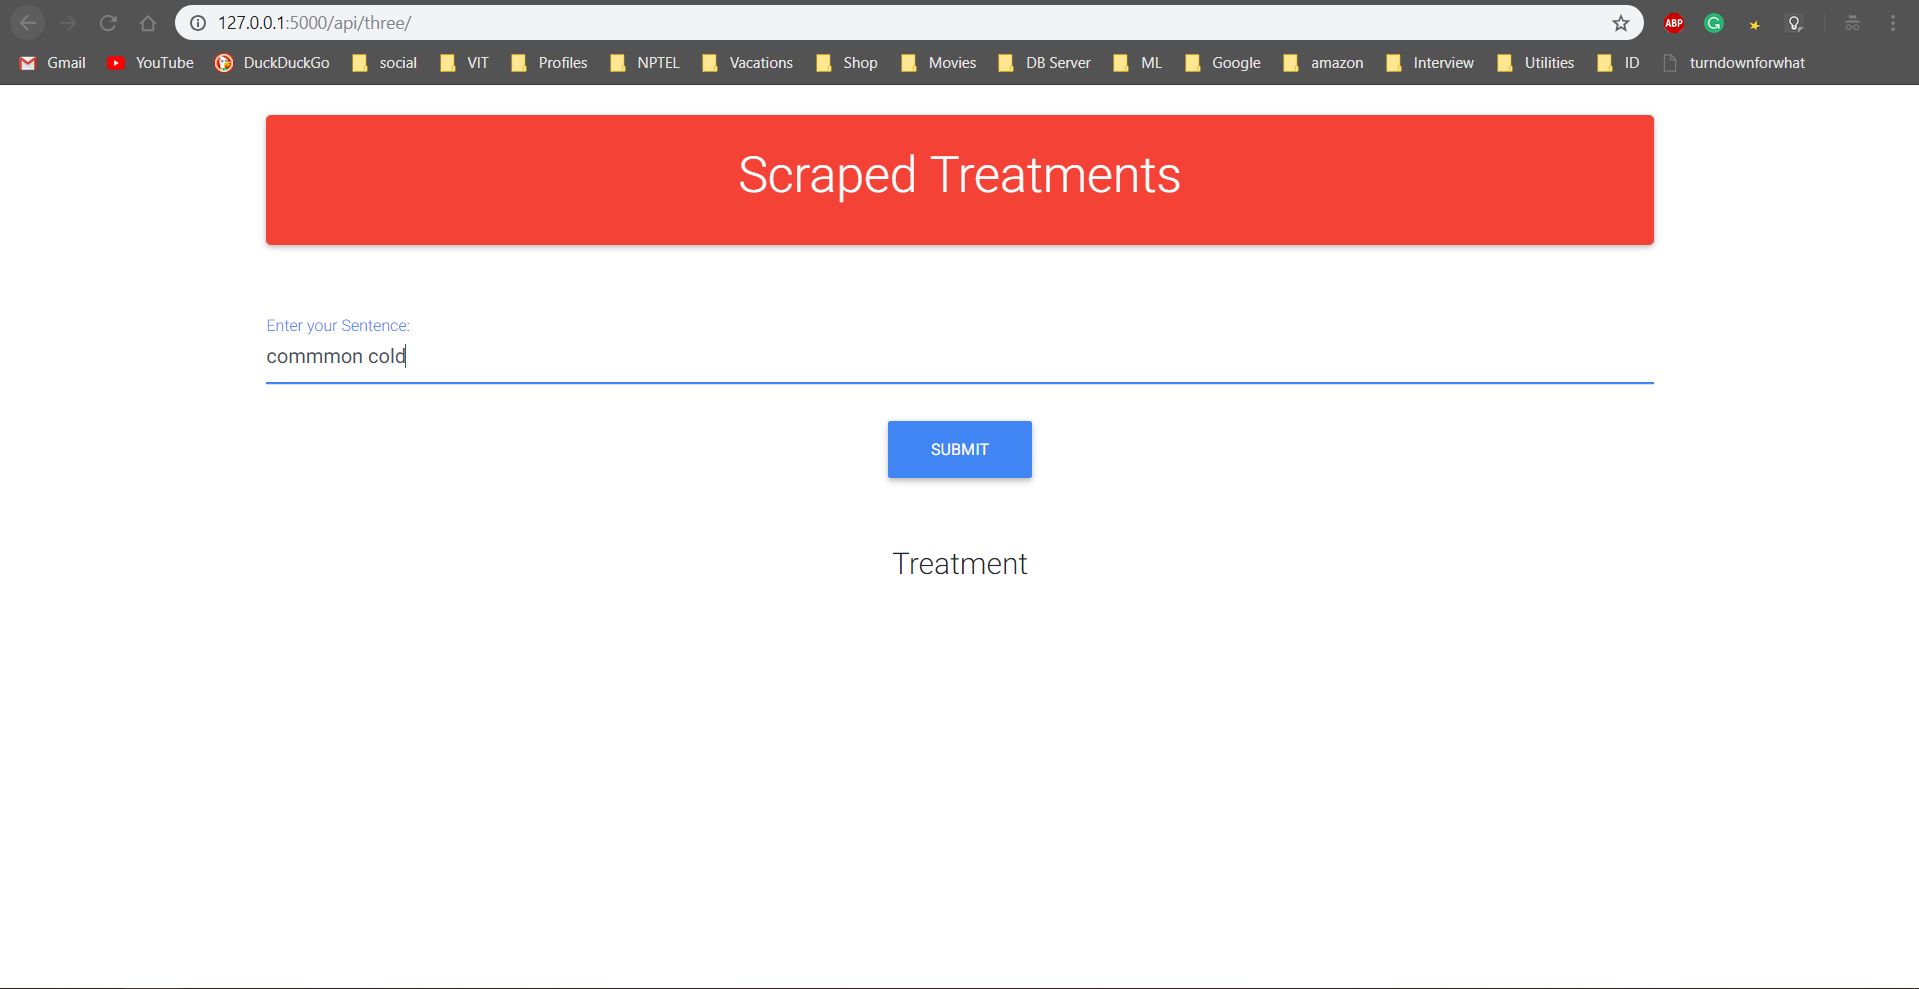 127.0.0.1:5000/api/three/
ABP
Gmail YouTube DuckDuckGo social VIT Profiles NPTEL Vacations Shop Movies DB Server ML Google amazon Interview Utilities ID turndownforwhat
Scraped Treatments
Enter your Sentence:
commmon cold
SUBMIT
Treatment